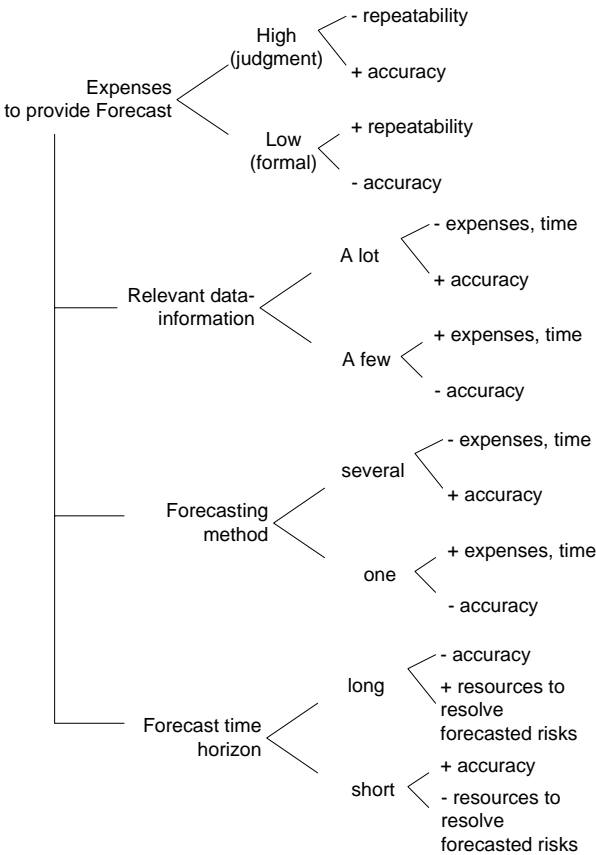 Expenses
to provide Forecast
High
(judgment)
- repeatability
+ accuracy
Low
(formal)
+ repeatability
- accuracy
Relevant data-
information
A lot
- expenses, time
+ accuracy
A few
+ expenses, time
- accuracy
Forecasting
method
several
- expenses, time
+ accuracy
one
+ expenses, time
- accuracy
Forecast time
horizon
long
- accuracy
+ resources to
resolve
forecasted risks
short
+ accuracy
- resources to
resolve
forecasted risks